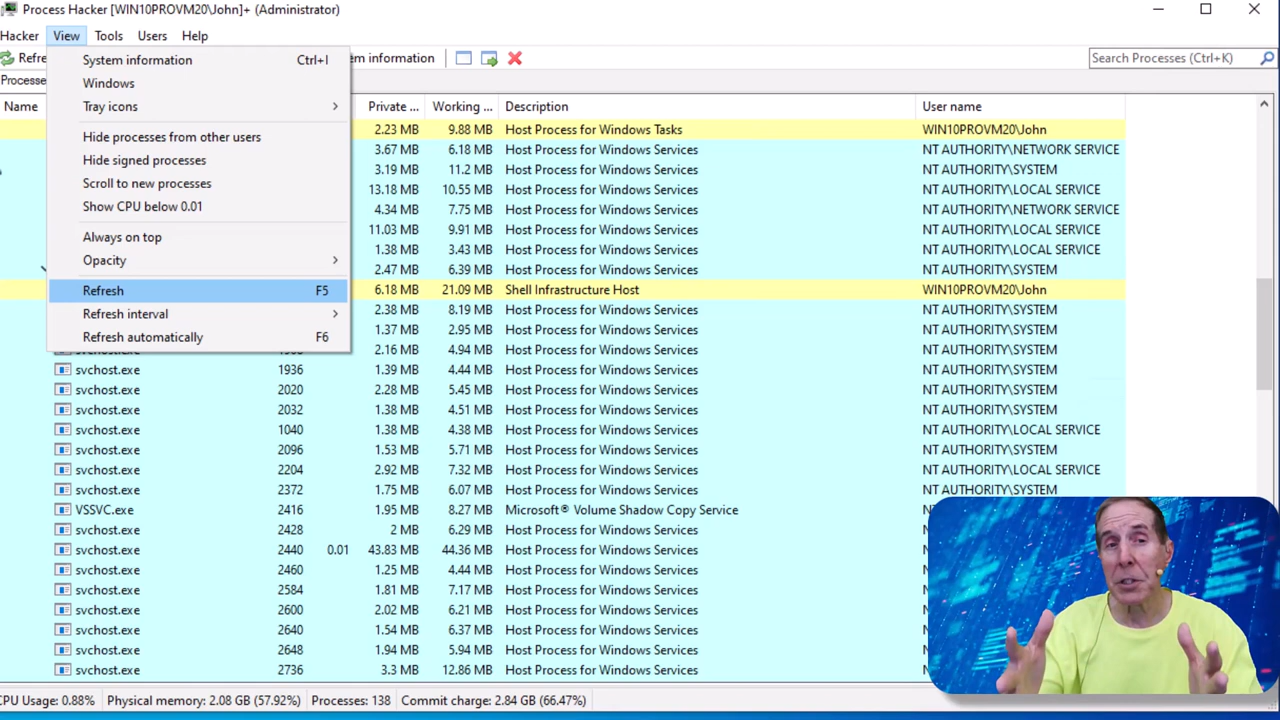 Process Hacker [WIN10PROVM20\John]+ (Administrator)
Hacker View Tools Users Help
Refre m information Search Processes (Ctrl+K)
Processe
System information Ctrl+I
Windows
Tray icons
Hide processes from other users
Hide signed processes
Scroll to new processes
Show CPU below 0.01
Always on top
Opacity
Refresh F5
Refresh interval
Refresh automatically F6
Name Private ... Working ... Description User name
2.23 MB 9.88 MB Host Process for Windows Tasks WIN10PROVM20\John
3.67 MB 6.18 MB Host Process for Windows Services NT AUTHORITY\NETWORK SERVICE
3.19 MB 11.2 MB Host Process for Windows Services NT AUTHORITY\SYSTEM
13.18 MB 10.55 MB Host Process for Windows Services NT AUTHORITY\LOCAL SERVICE
4.34 MB 7.75 MB Host Process for Windows Services NT AUTHORITY\NETWORK SERVICE
11.03 MB 9.91 MB Host Process for Windows Services NT AUTHORITY\LOCAL SERVICE
1.38 MB 3.43 MB Host Process for Windows Services NT AUTHORITY\LOCAL SERVICE
2.47 MB 6.39 MB Host Process for Windows Services NT AUTHORITY\SYSTEM
6.18 MB 21.09 MB Shell Infrastructure Host WIN10PROVM20\John
2.38 MB 8.19 MB Host Process for Windows Services NT AUTHORITY\SYSTEM
1.37 MB 2.95 MB Host Process for Windows Services NT AUTHORITY\SYSTEM
2.16 MB 4.94 MB Host Process for Windows Services NT AUTHORITY\SYSTEM
svchost.exe 1936 1.39 MB 4.44 MB Host Process for Windows Services NT AUTHORITY\SYSTEM
svchost.exe 2020 2.28 MB 5.45 MB Host Process for Windows Services NT AUTHORITY\SYSTEM
svchost.exe 2032 1.38 MB 4.51 MB Host Process for Windows Services NT AUTHORITY\SYSTEM
svchost.exe 1040 1.38 MB 4.38 MB Host Process for Windows Services NT AUTHORITY\LOCAL SERVICE
svchost.exe 2096 1.53 MB 5.71 MB Host Process for Windows Services NT AUTHORITY\SYSTEM
svchost.exe 2204 2.92 MB 7.32 MB Host Process for Windows Services NT AUTHORITY\LOCAL SERVICE
svchost.exe 2372 1.75 MB 6.07 MB Host Process for Windows Services NT AUTHORITY\SYSTEM
VSSVC.exe 2416 1.95 MB 8.27 MB Microsoft® Volume Shadow Copy Service
svchost.exe 2428 2 MB 6.29 MB Host Process for Windows Services
svchost.exe 2440 0.01 43.83 MB 44.36 MB Host Process for Windows Services
svchost.exe 2460 1.25 MB 4.44 MB Host Process for Windows Services
svchost.exe 2584 1.81 MB 7.17 MB Host Process for Windows Services
svchost.exe 2600 2.02 MB 6.21 MB Host Process for Windows Services
svchost.exe 2640 1.54 MB 6.37 MB Host Process for Windows Services
svchost.exe 2648 1.94 MB 5.94 MB Host Process for Windows Services
svchost.exe 2736 3.3 MB 12.86 MB Host Process for Windows Services
CPU Usage: 0.88% Physical memory: 2.08 GB (57.92%) Processes: 138 Commit charge: 2.84 GB (66.47%)